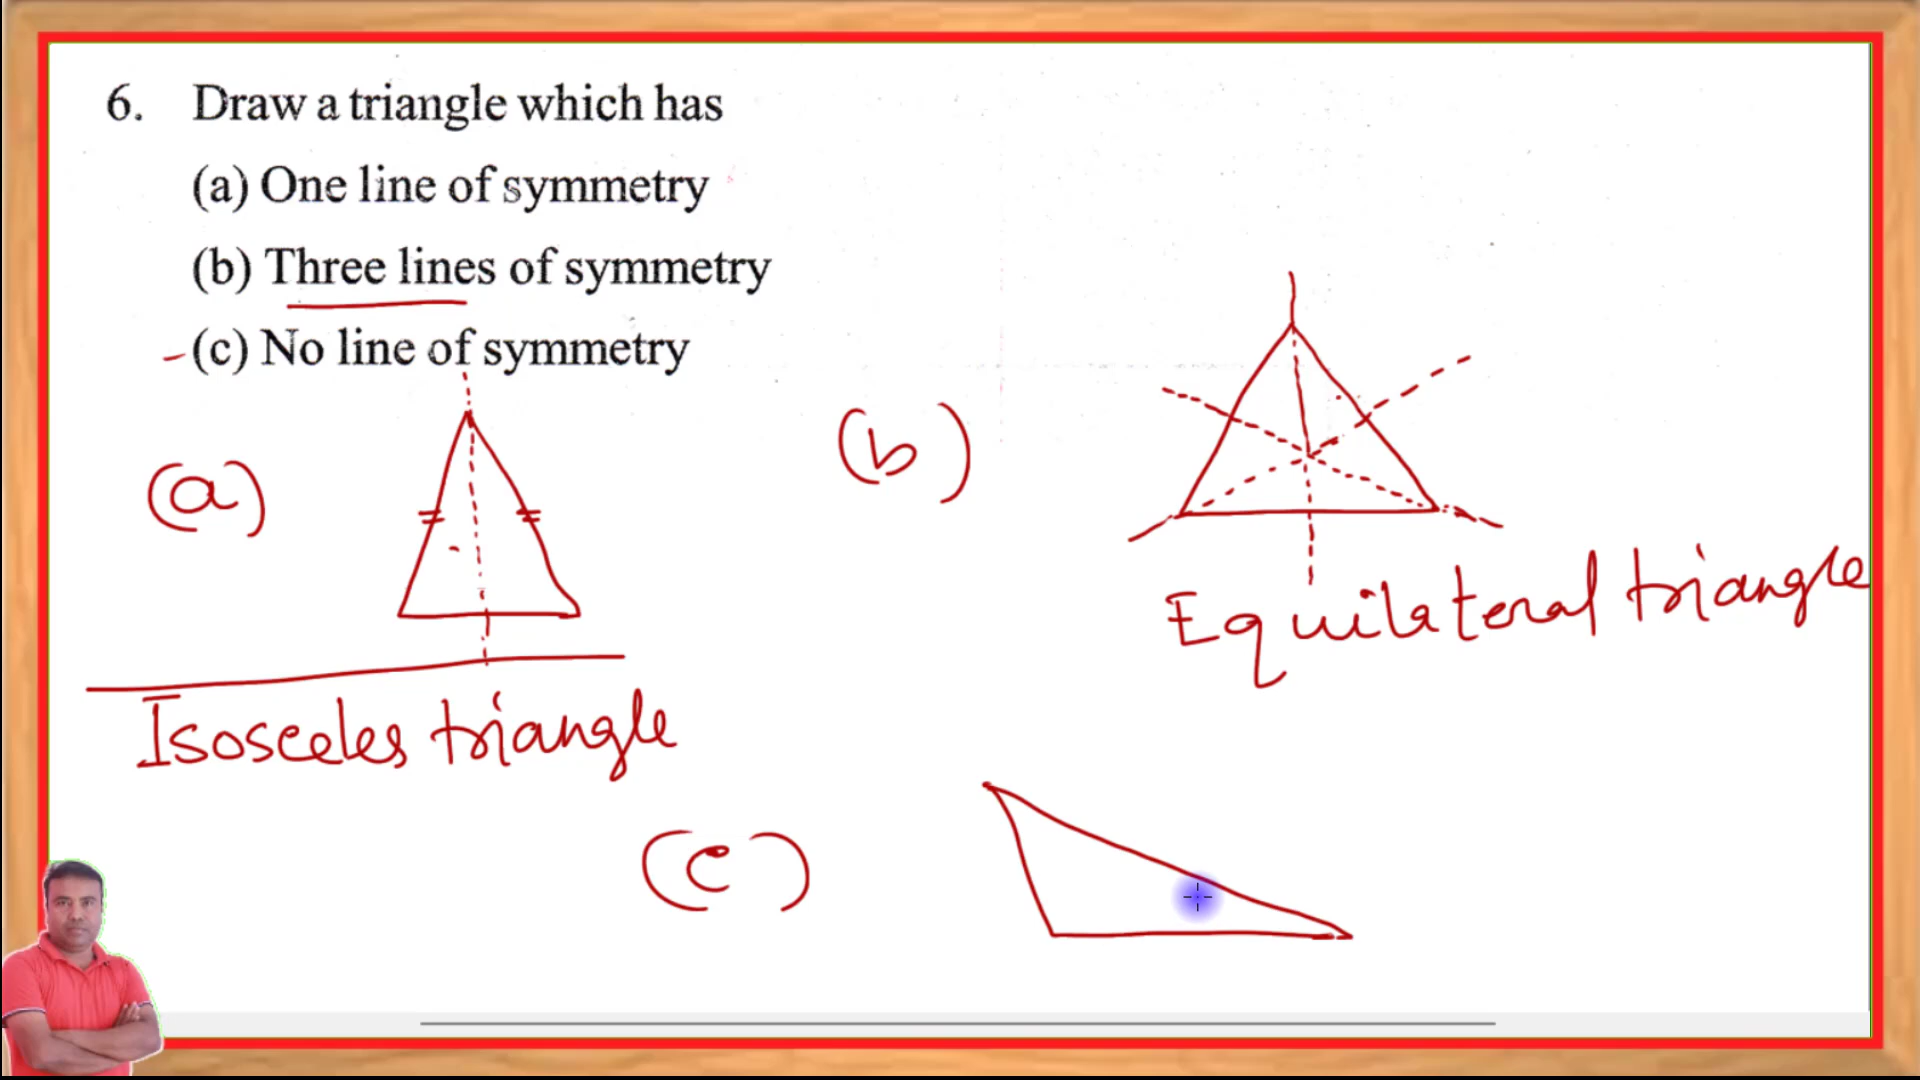 6. Draw a triangle which has
(a) One line of symmetry
(b) Three lines of symmetry
(c) No line of symmetry
(a)
(b)
Equilateral triangle
Isosceles triangle
(c)